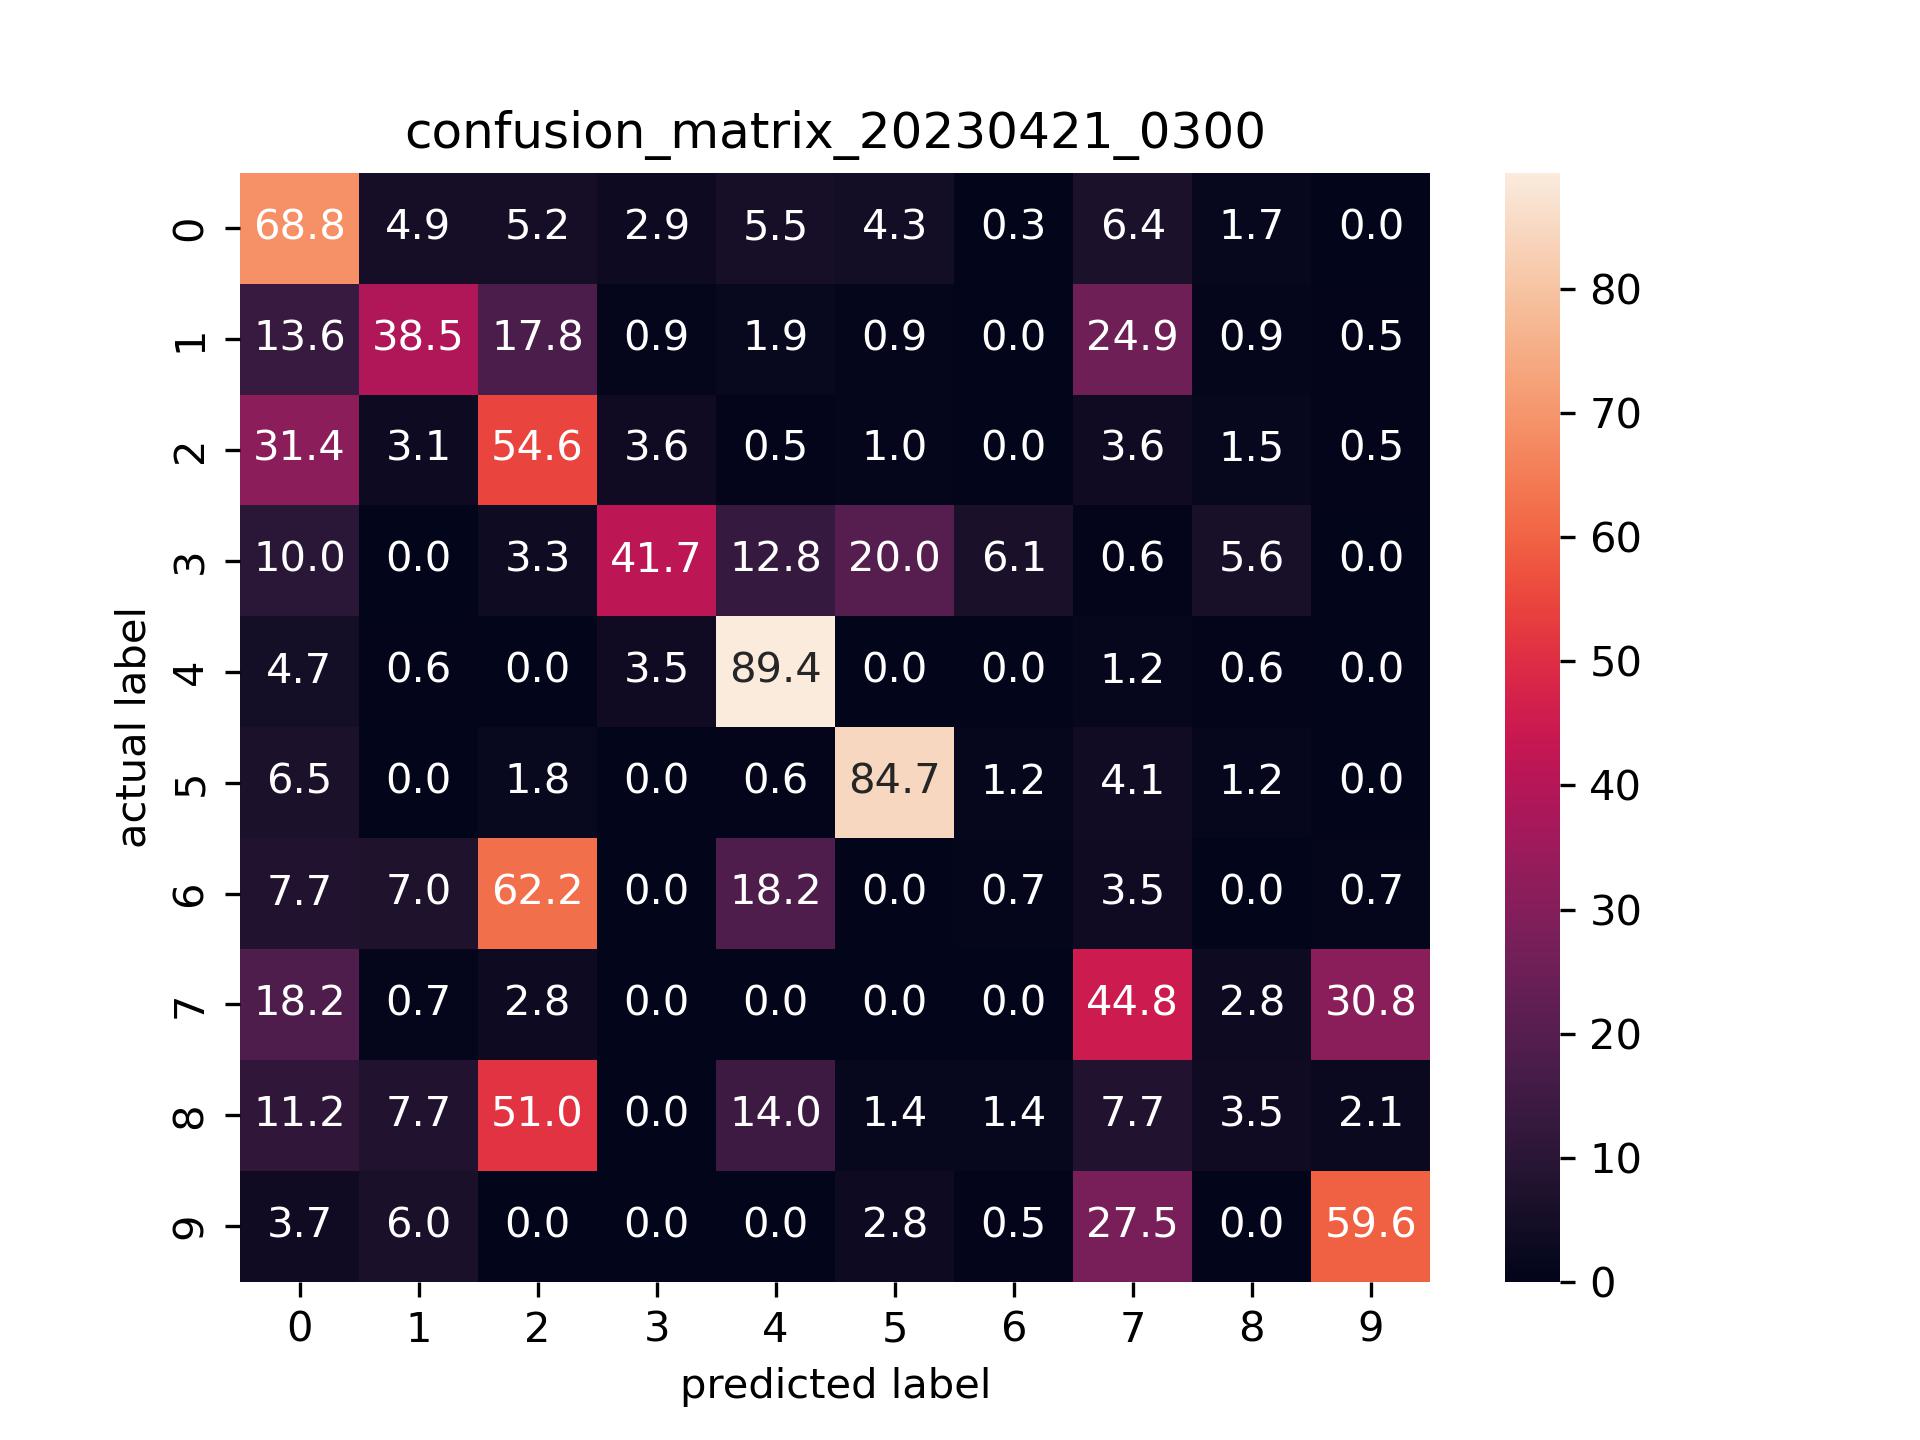 confusion_matrix_20230421_0300
0 68.8 4.9 5.2 2.9 5.5 4.3 0.3 6.4 1.7 0.0
1 13.6 38.5 17.8 0.9 1.9 0.9 0.0 24.9 0.9 0.5
2 31.4 3.1 54.6 3.6 0.5 1.0 0.0 3.6 1.5 0.5
3 10.0 0.0 3.3 41.7 12.8 20.0 6.1 0.6 5.6 0.0
4 4.7 0.6 0.0 3.5 89.4 0.0 0.0 1.2 0.6 0.0
5 6.5 0.0 1.8 0.0 0.6 84.7 1.2 4.1 1.2 0.0
6 7.7 7.0 62.2 0.0 18.2 0.0 0.7 3.5 0.0 0.7
7 18.2 0.7 2.8 0.0 0.0 0.0 0.0 44.8 2.8 30.8
8 11.2 7.7 51.0 0.0 14.0 1.4 1.4 7.7 3.5 2.1
9 3.7 6.0 0.0 0.0 0.0 2.8 0.5 27.5 0.0 59.6
0 1 2 3 4 5 6 7 8 9
predicted label
actual label
80
70
60
50
40
30
20
10
0